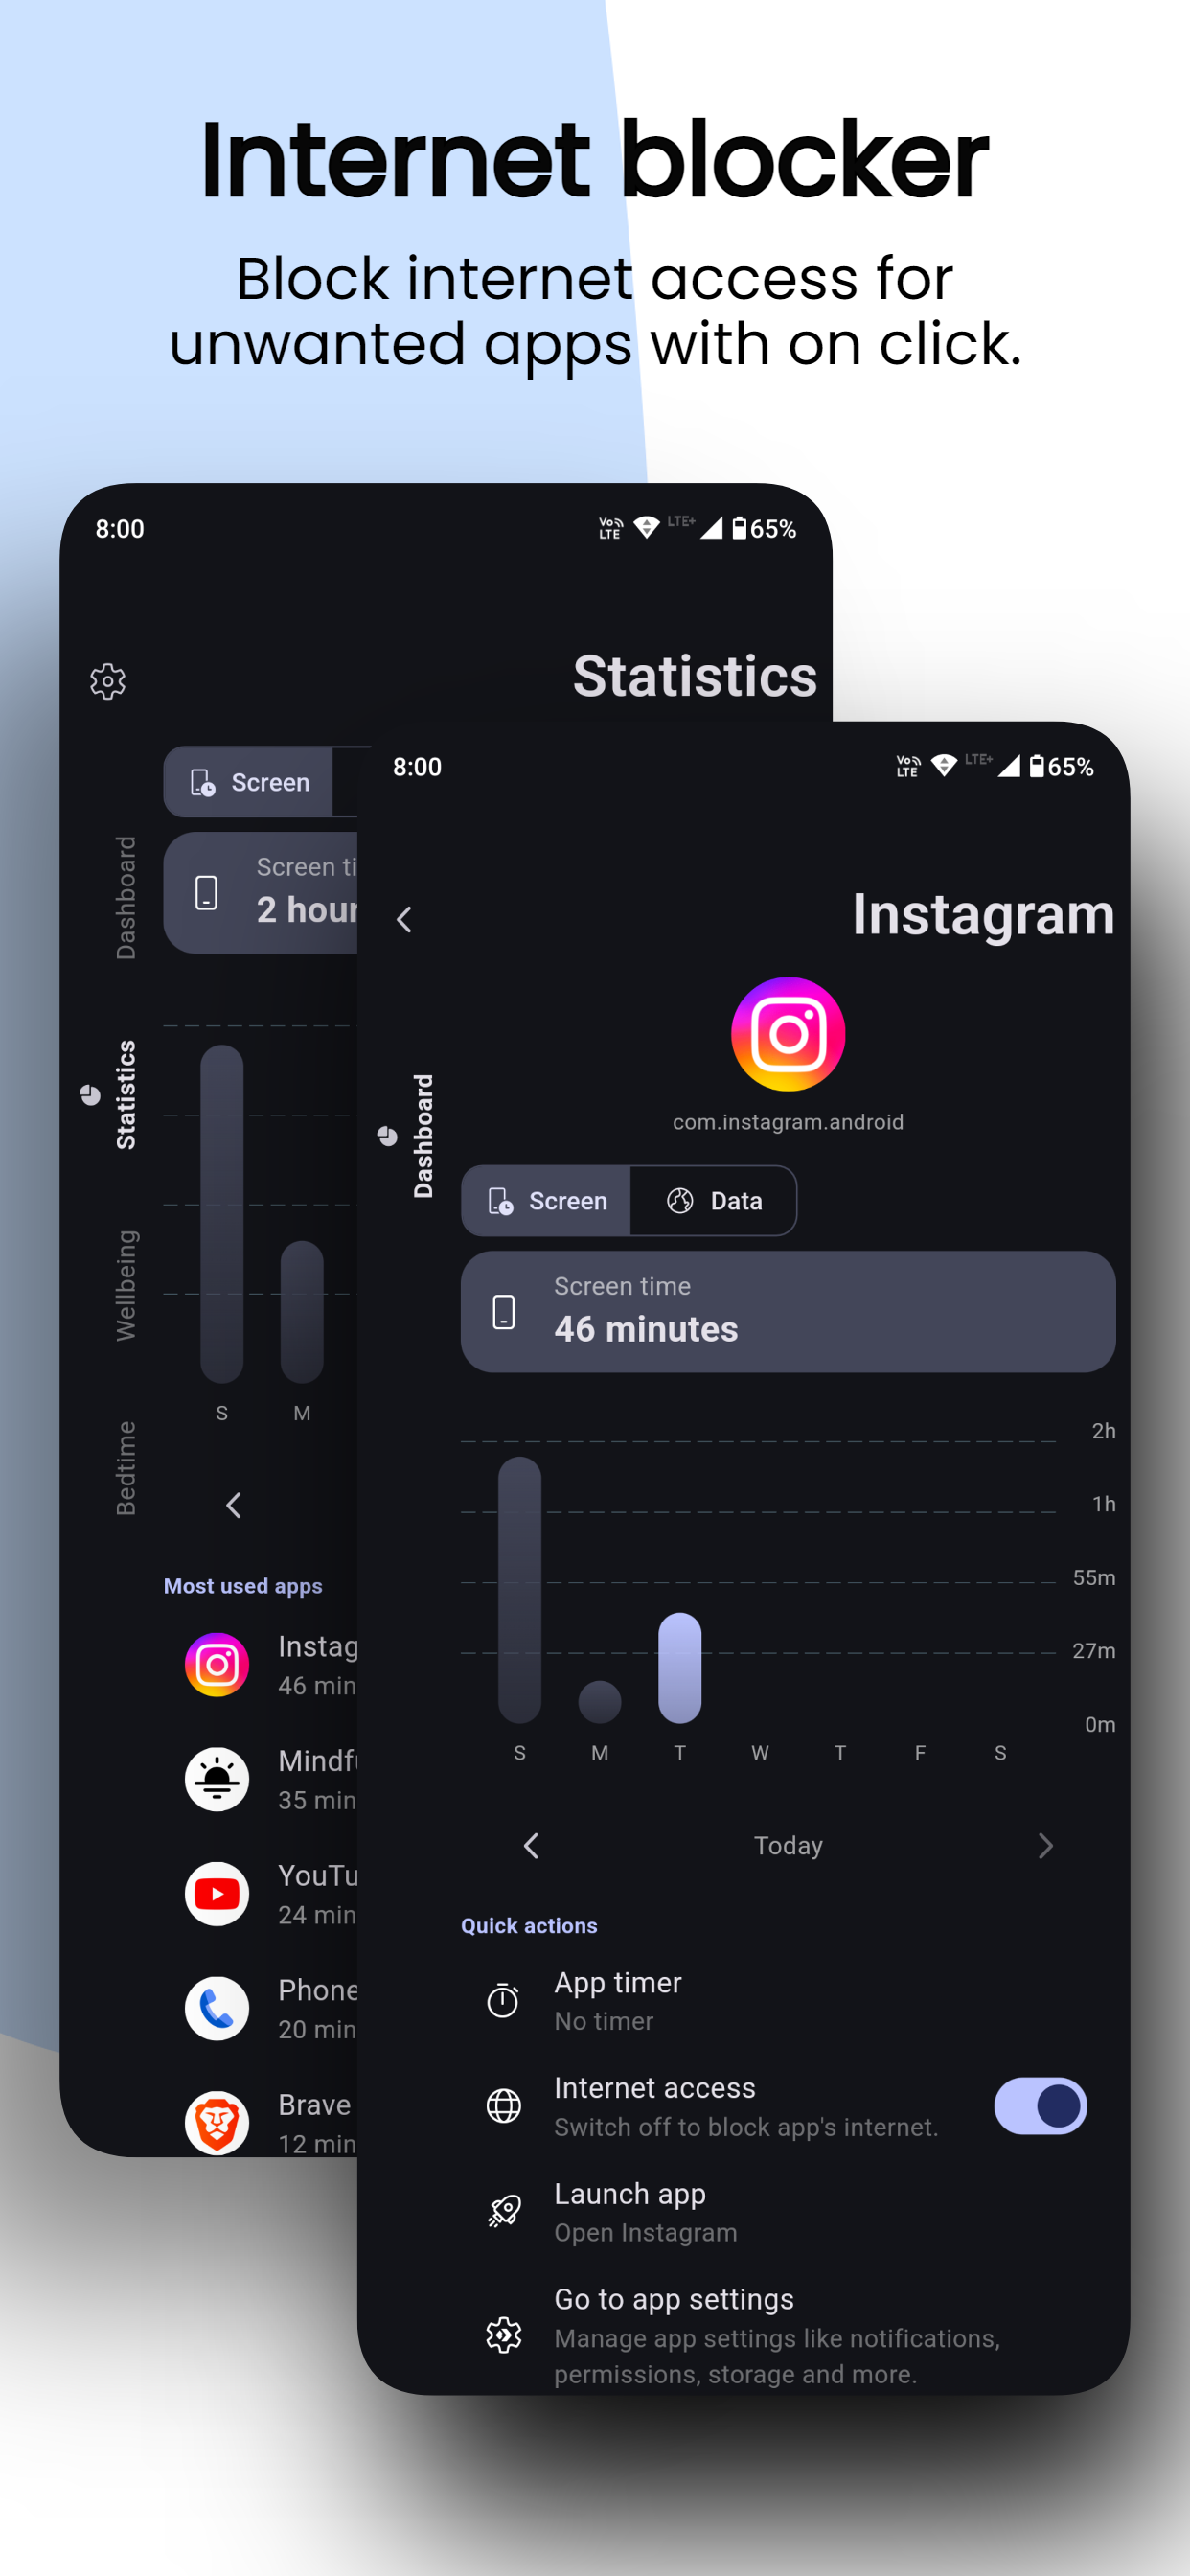 Internet blocker
Block internet access for
unwanted apps with on click.
8:00
Vo LTE LTE+ 65%
Statistics
Screen
Screen ti
2 hour
Dashboard
Statistics
Wellbeing
Bedtime
S M
Most used apps
Instag
46 min
Mindf
35 min
YouTu
24 min
Phone
20 min
Brave
12 min
8:00
Vo LTE LTE+ 65%
Instagram
com.instagram.android
Dashboard
Screen Data
Screen time
46 minutes
2h
1h
55m
27m
0m
S M T W T F S
Today
Quick actions
App timer
No timer
Internet access
Switch off to block app's internet.
Launch app
Open Instagram
Go to app settings
Manage app settings like notifications,
permissions, storage and more.